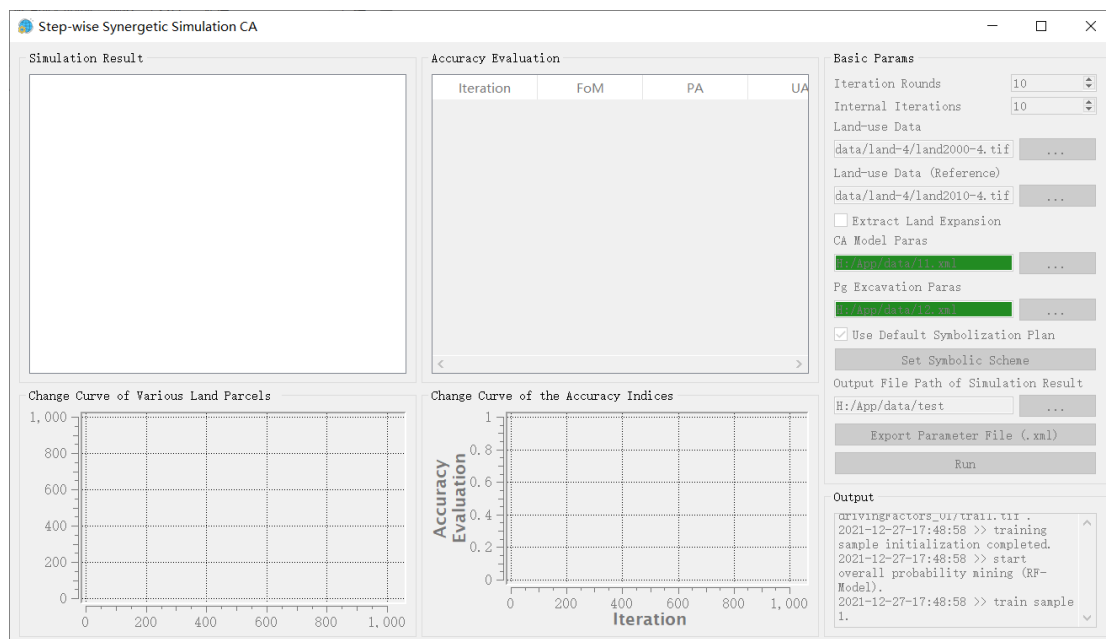 Step-wise Synergetic Simulation CA
Simulation Result
Accuracy Evaluation
Iteration FoM PA UA
Basic Params
Iteration Rounds 10
Internal Iterations 10
Land-use Data
data/land-4/land2000-4.tif ...
Land-use Data (Reference)
data/land-4/land2010-4.tif ...
Extract Land Expansion
CA Model Paras
H:/App/data/11.xml ...
Pg Excavation Paras
H:/App/data/12.xml ...
Use Default Symbolization Plan
Set Symbolic Scheme
Output File Path of Simulation Result
H:/App/data/test ...
Export Parameter File (.xml)
Run
Change Curve of Various Land Parcels
1,000
800
600
400
200
0
0 200 400 600 800 1,000
Change Curve of the Accuracy Indices
Accuracy
Evaluation
1
0.8
0.6
0.4
0.2
0
0 200 400 600 800 1,000
Iteration
Output
drivingFactors_01/trail.tif .
2021-12-27-17:48:58 >> training
sample initialization completed.
2021-12-27-17:48:58 >> start
overall probability mining (RF-
Model).
2021-12-27-17:48:58 >> train sample
1.